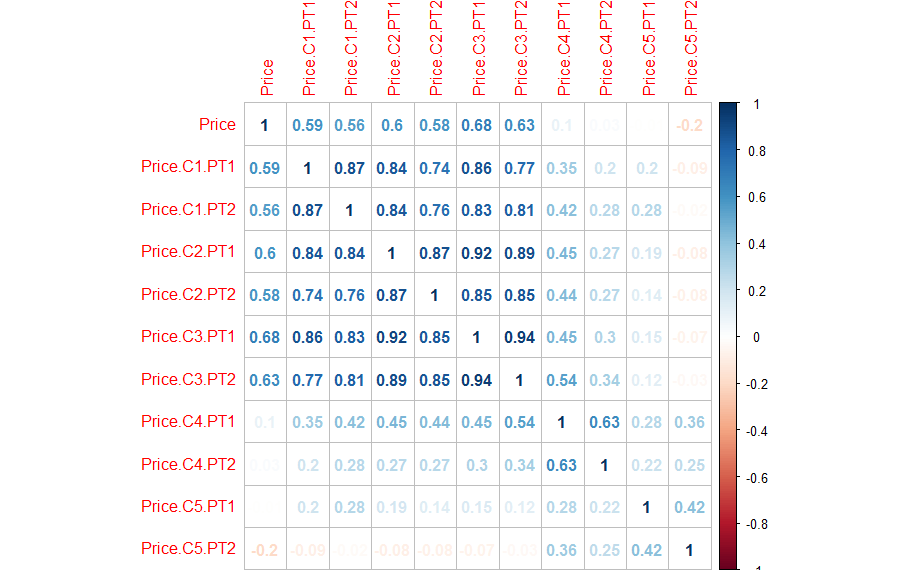 Price Price.C1.PT1 Price.C1.PT2 Price.C2.PT1 Price.C2.PT2 Price.C3.PT1 Price.C3.PT2 Price.C4.PT1 Price.C4.PT2 Price.C5.PT1 Price.C5.PT2
Price 1 0.59 0.56 0.6 0.58 0.68 0.63 0.1 0.03 -0.2
Price.C1.PT1 0.59 1 0.87 0.84 0.74 0.86 0.77 0.35 0.2 0.2 -0.09
Price.C1.PT2 0.56 0.87 1 0.84 0.76 0.83 0.81 0.42 0.28 0.28
Price.C2.PT1 0.6 0.84 0.84 1 0.87 0.92 0.89 0.45 0.27 0.19 -0.08
Price.C2.PT2 0.58 0.74 0.76 0.87 1 0.85 0.85 0.44 0.27 0.14 -0.08
Price.C3.PT1 0.68 0.86 0.83 0.92 0.85 1 0.94 0.45 0.3 0.15 -0.07
Price.C3.PT2 0.63 0.77 0.81 0.89 0.85 0.94 1 0.54 0.34 0.12 -0.03
Price.C4.PT1 0.1 0.35 0.42 0.45 0.44 0.45 0.54 1 0.63 0.28 0.36
Price.C4.PT2 0.03 0.2 0.28 0.27 0.27 0.3 0.34 0.63 1 0.22 0.25
Price.C5.PT1 0.2 0.28 0.19 0.14 0.15 0.12 0.28 0.22 1 0.42
Price.C5.PT2 -0.2 -0.09 -0.08 -0.08 -0.07 -0.03 0.36 0.25 0.42 1
1
0.8
0.6
0.4
0.2
0
-0.2
-0.4
-0.6
-0.8
-1